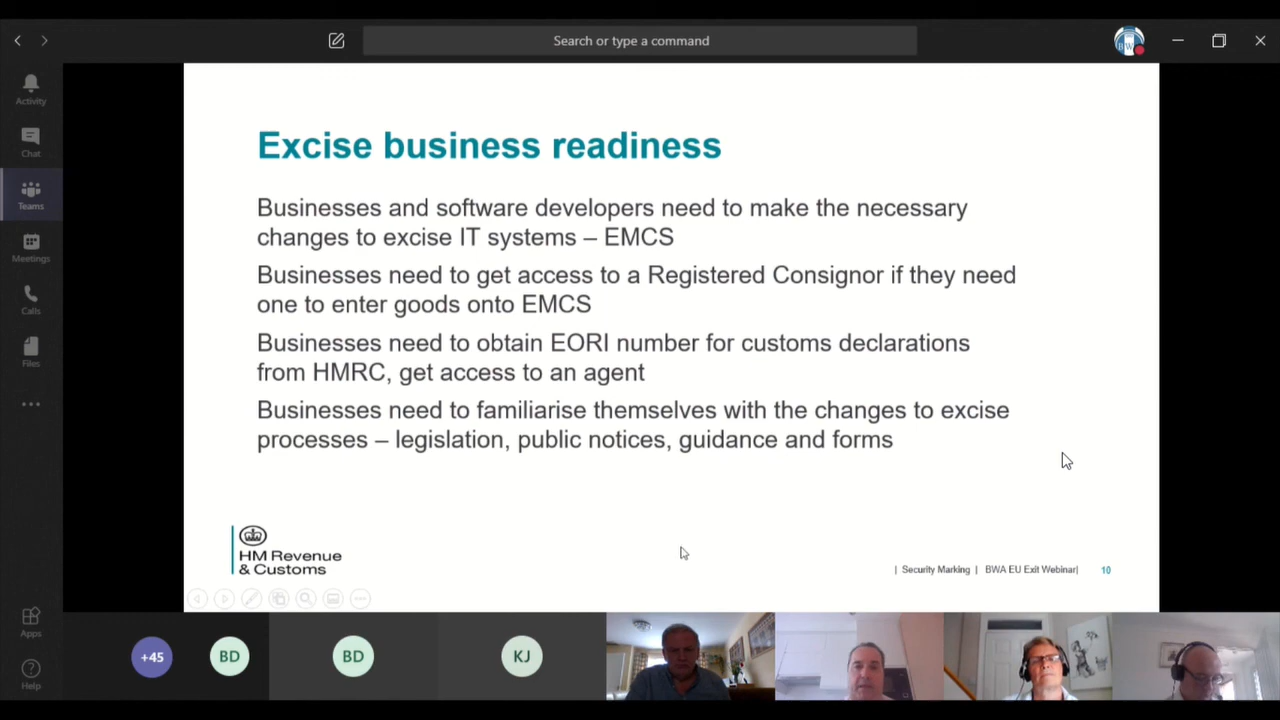 Search or type a command
BW
Activity
Chat
Teams
Meetings
Calls
Files
Apps
Help
Excise business readiness
Businesses and software developers need to make the necessary
changes to excise IT systems – EMCS
Businesses need to get access to a Registered Consignor if they need
one to enter goods onto EMCS
Businesses need to obtain EORI number for customs declarations
from HMRC, get access to an agent
Businesses need to familiarise themselves with the changes to excise
processes – legislation, public notices, guidance and forms
HM Revenue
& Customs
| Security Marking | BWA EU Exit Webinar|
10
+45
BD
BD
KJ